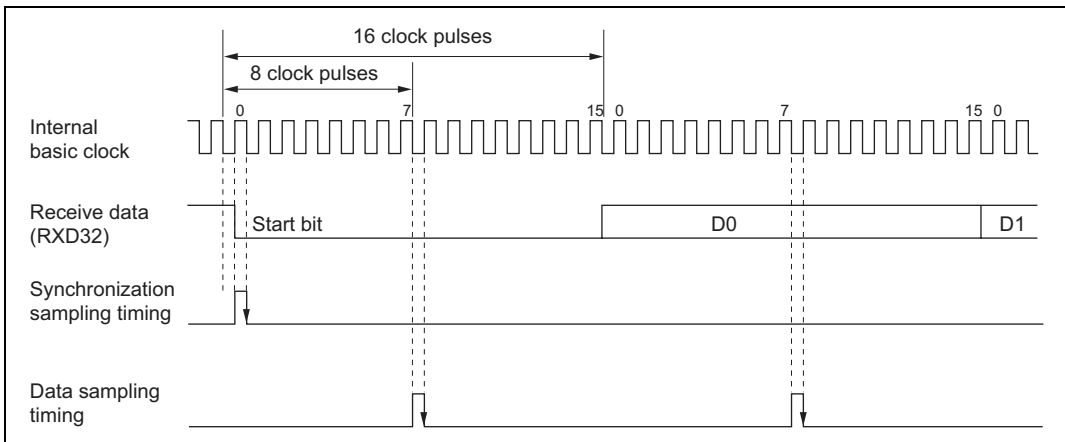 16 clock pulses
8 clock pulses
0 7 15 0 7 15 0
Internal
basic clock
Receive data
(RXD32)
Start bit D0 D1
Synchronization
sampling timing
Data sampling
timing